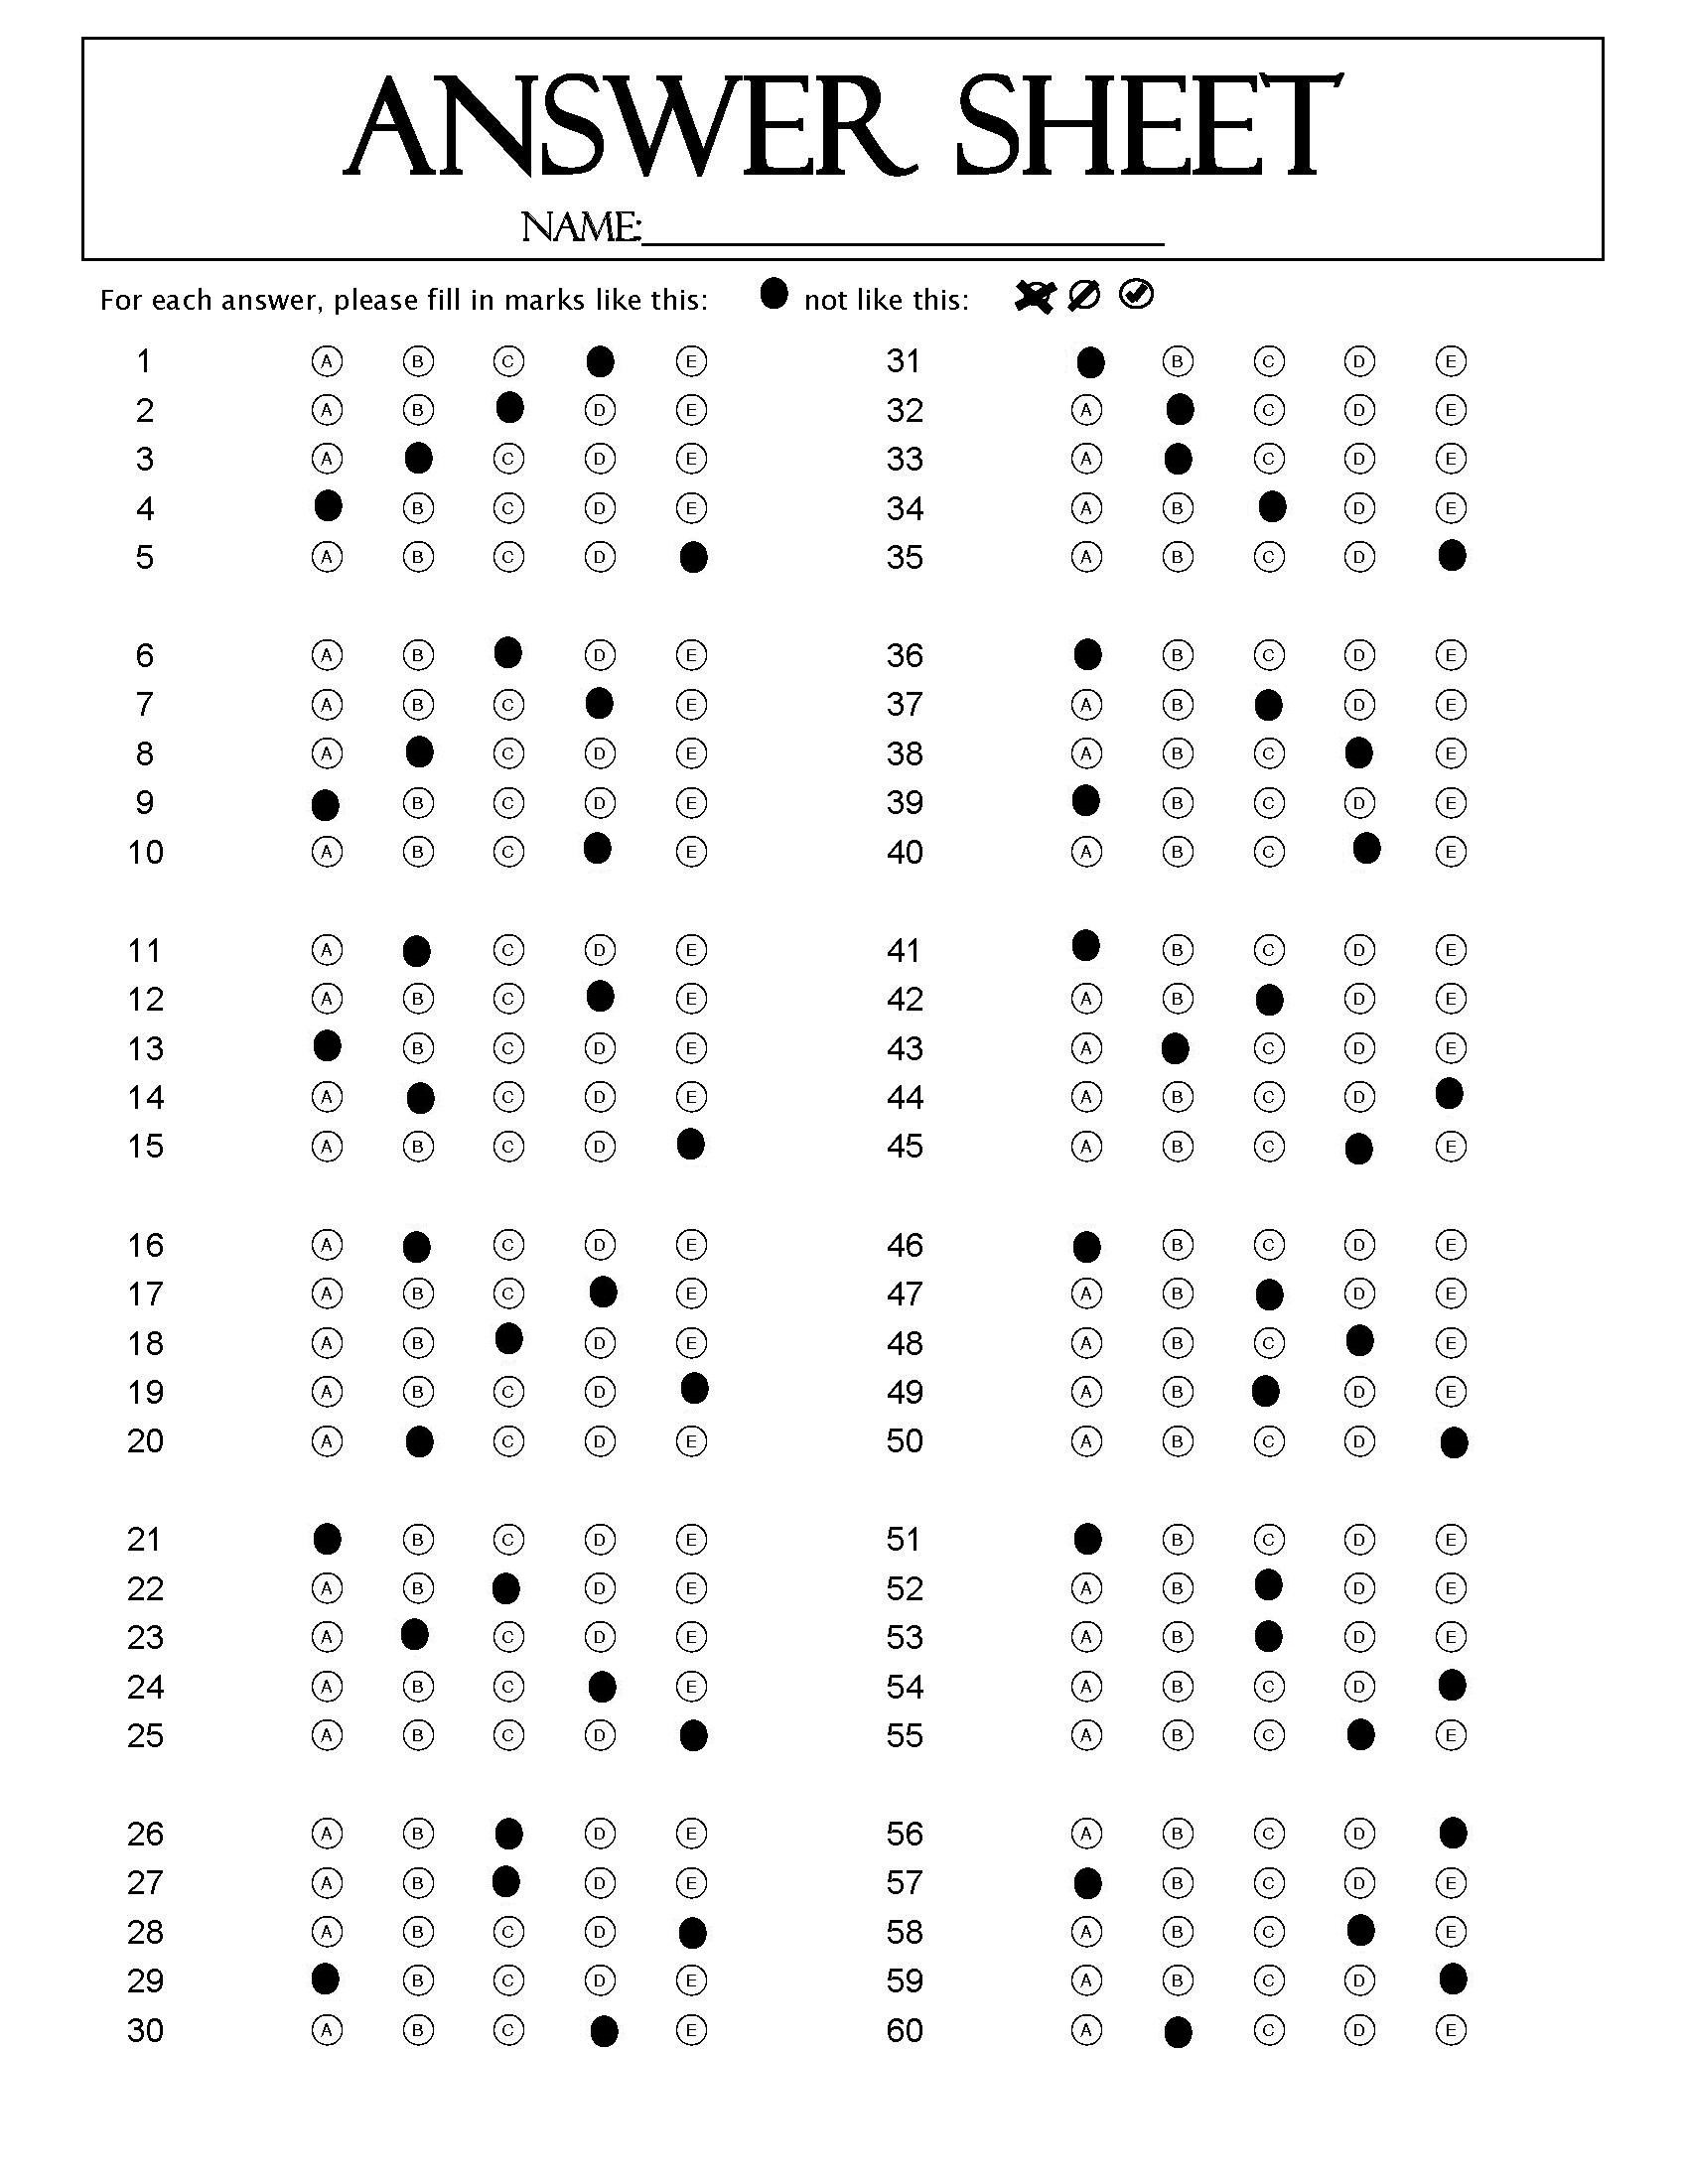 ANSWER SHEET
NAME:
For each answer, please fill in marks like this: not like this:
1 A B C E 31 B C D E
2 A B D E 32 A C D E
3 A C D E 33 A C D E
4 B C D E 34 A B D E
5 A B C D 35 A B C D
6 A B D E 36 B C D E
7 A B C E 37 A B D E
8 A C D E 38 A B C E
9 B C D E 39 B C D E
10 A B C E 40 A B C E
11 A C D E 41 B C D E
12 A B C E 42 A B D E
13 B C D E 43 A C D E
14 A C D E 44 A B C D
15 A B C D 45 A B C E
16 A C D E 46 B C D E
17 A B C E 47 A B D E
18 A B D E 48 A B C E
19 A B C D 49 A B D E
20 A C D E 50 A B C D
21 B C D E 51 B C D E
22 A B D E 52 A B D E
23 A C D E 53 A B D E
24 A B C E 54 A B C D
25 A B C D 55 A B C E
26 A B D E 56 A B C D
27 A B D E 57 B C D E
28 A B C D 58 A B C E
29 B C D E 59 A B C D
30 A B C E 60 A C D E